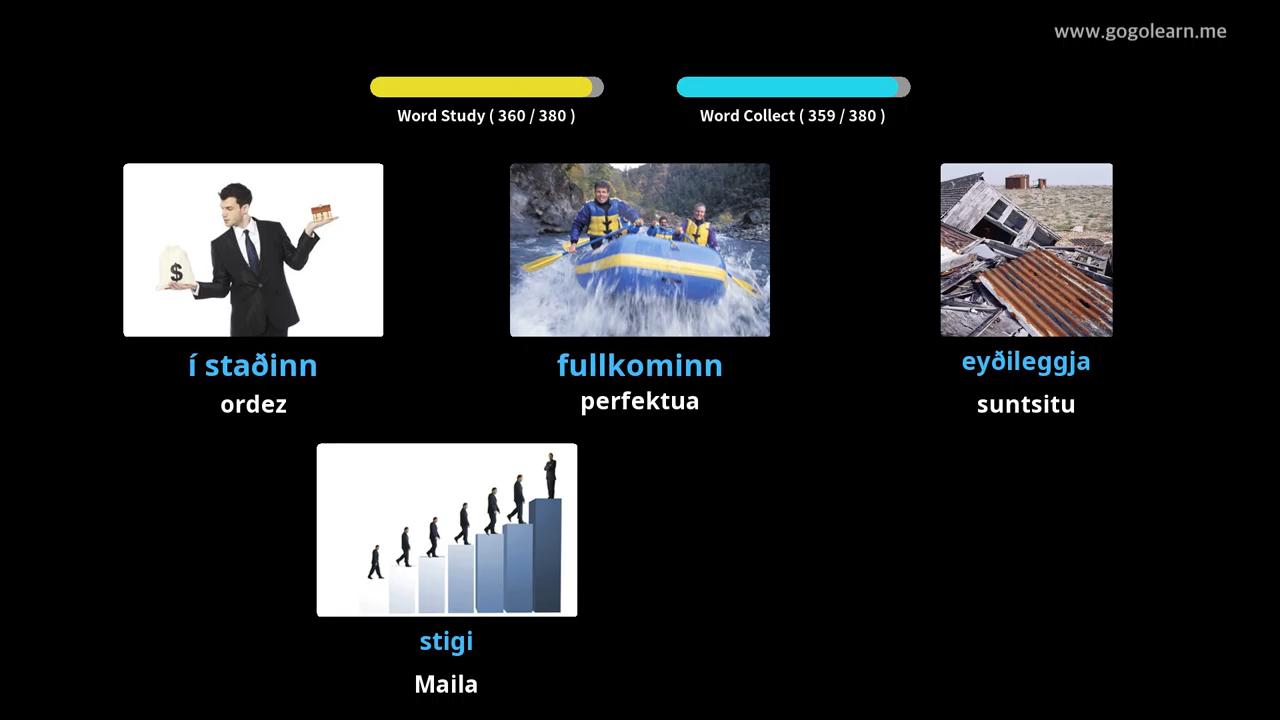 www.gogolearn.me
Word Study ( 360 / 380 )
Word Collect ( 359 / 380 )
$
í staðinn
ordez
fullkominn
perfektua
eyðileggja
suntsitu
stigi
Maila